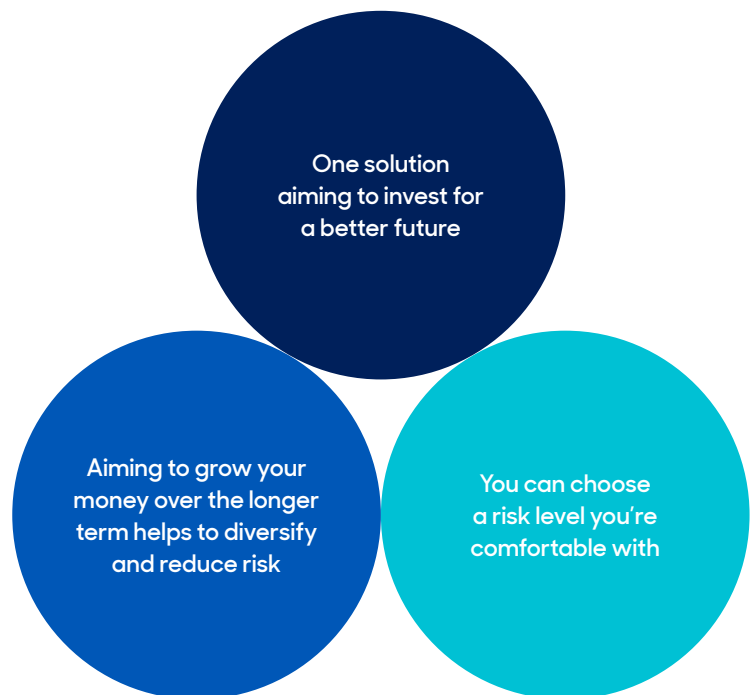 One solution
aiming to invest for
a better future
Aiming to grow your
money over the longer
term helps to diversify
and reduce risk
You can choose
a risk level you’re
comfortable with